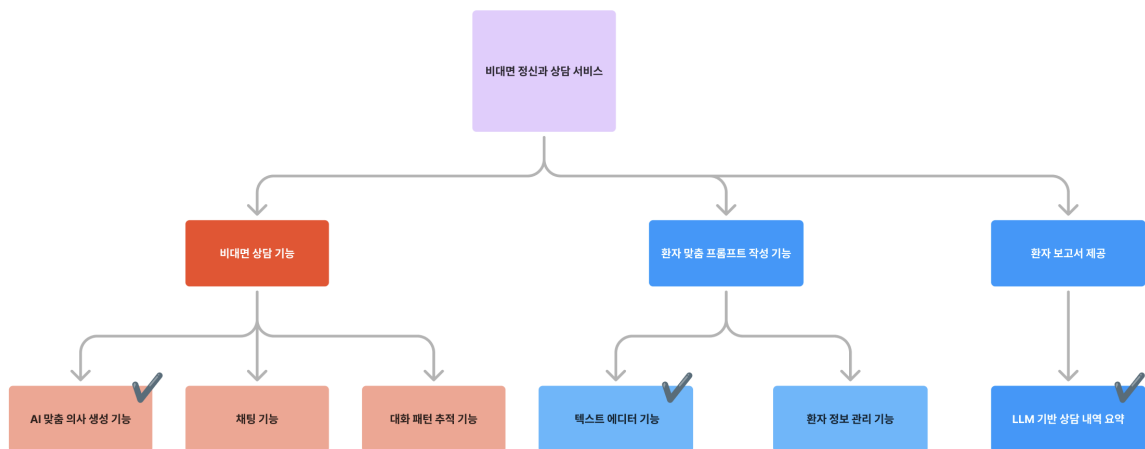 비대면 정신과 상담 서비스
비대면 상담 기능
환자 맞춤 프롬프트 작성 기능
환자 보고서 제공
AI 맞춤 의사 생성 기능
채팅 기능
대화 패턴 추적 기능
텍스트 에디터 기능
환자 정보 관리 기능
LLM 기반 상담 내역 요약